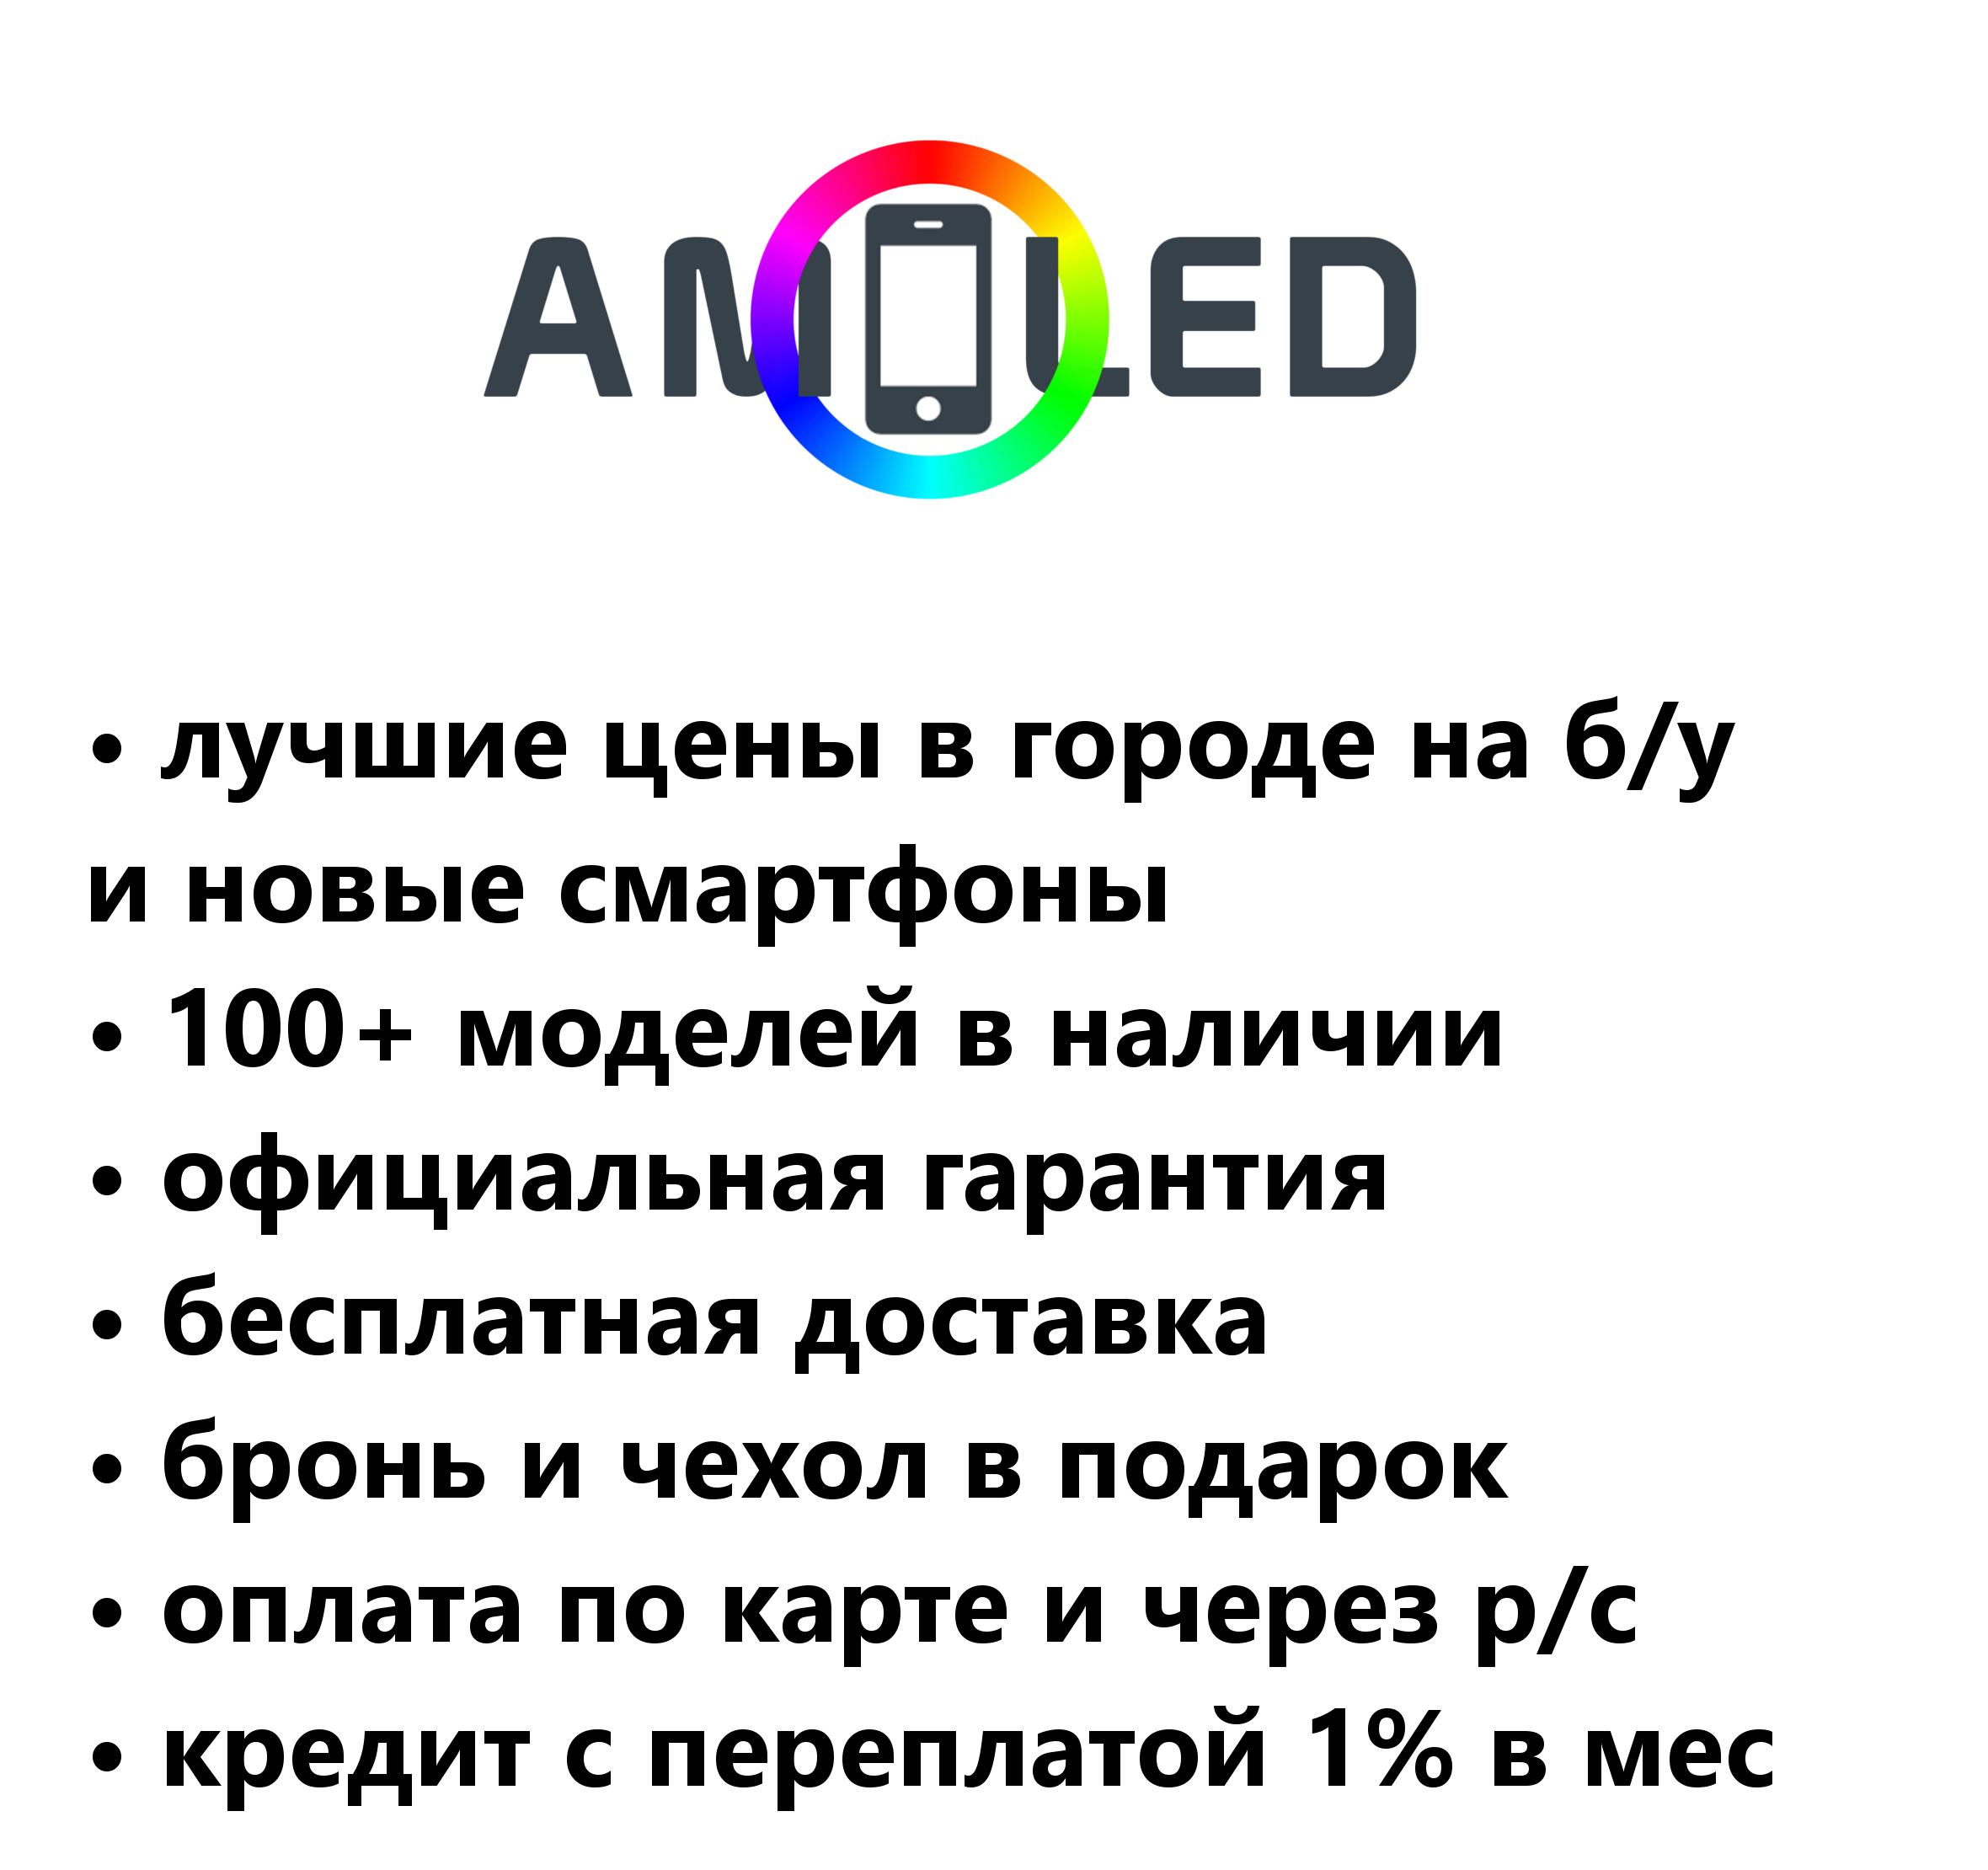 AMOLED
• лучшие цены в городе на б/у
и новые смартфоны
• 100+ моделей в наличии
• официальная гарантия
• бесплатная доставка
• бронь и чехол в подарок
• оплата по карте и через р/с
• кредит с переплатой 1% в мес